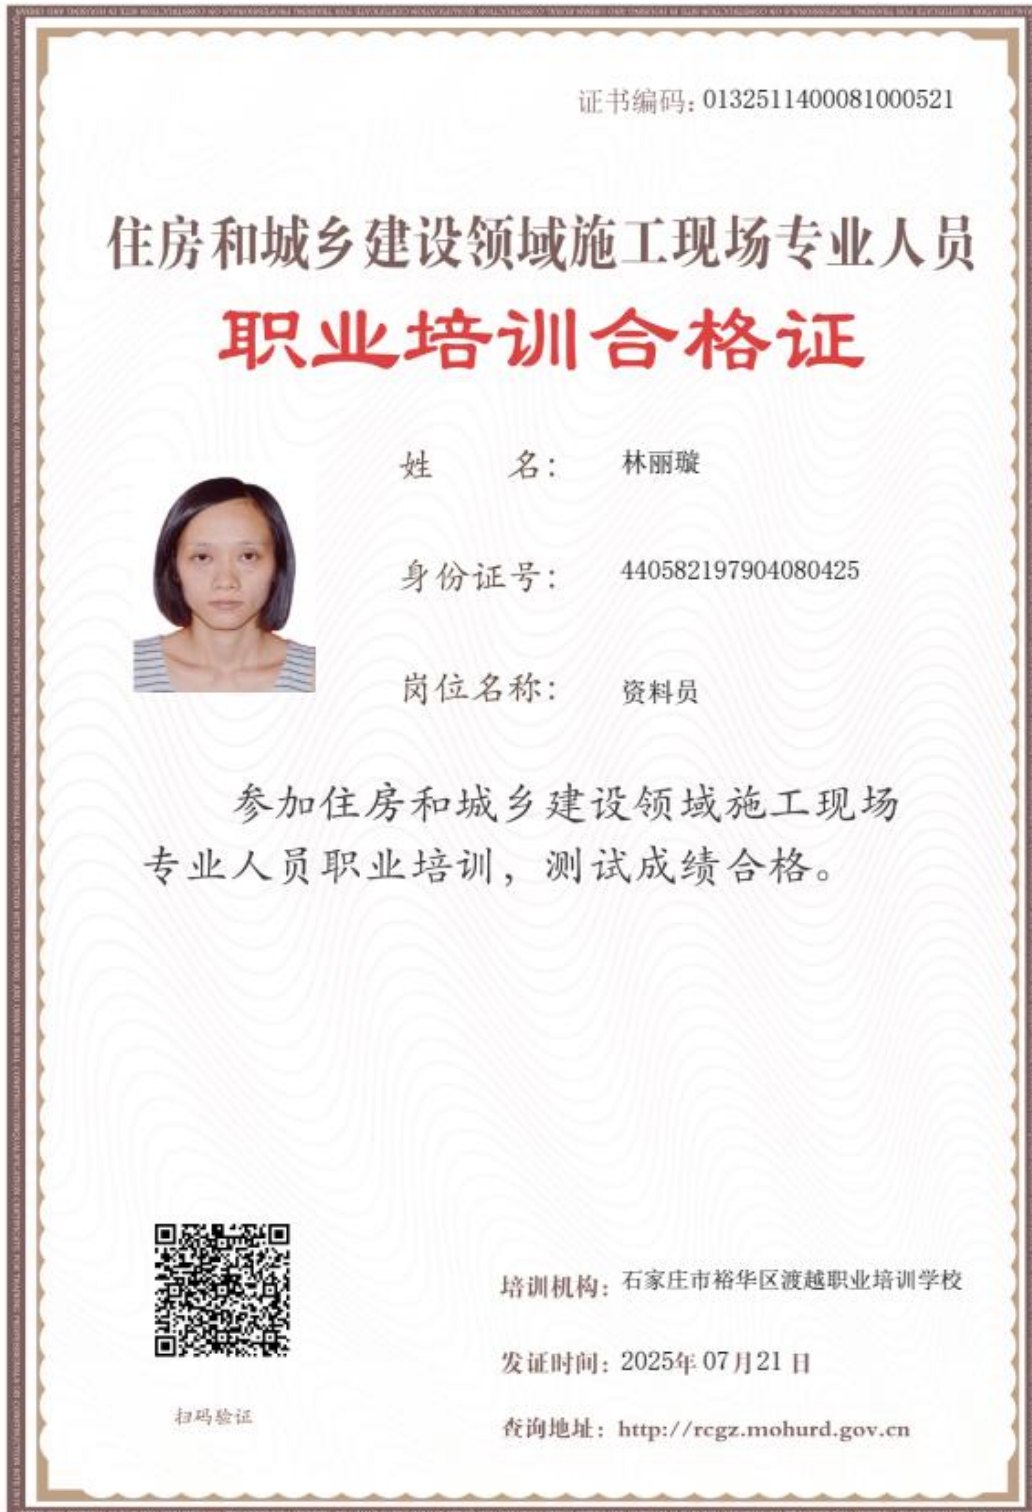 证书编码: 0132511400081000521
住房和城乡建设领域施工现场专业人员
职业培训合格证
姓 名: 林丽璇
身份证号: 440582197904080425
岗位名称: 资料员
参加住房和城乡建设领域施工现场
专业人员职业培训，测试成绩合格。
培训机构: 石家庄市裕华区渡越职业培训学校
发证时间: 2025年 07月21 日
扫码验证
查询地址: http://rcgz.mohurd.gov.cn